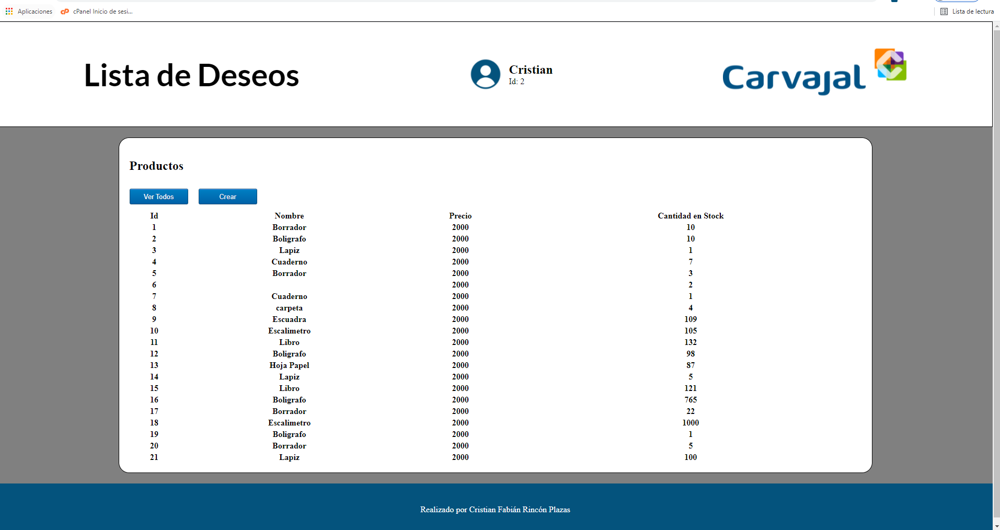 Aplicaciones cPanel Inicio de sesi... Lista de lectura
Lista de Deseos
Cristian
Id: 2
Carvajal
Productos
Ver Todos Crear
Id Nombre Precio Cantidad en Stock
1 Borrador 2000 10
2 Boligrafo 2000 10
3 Lapiz 2000 1
4 Cuaderno 2000 7
5 Borrador 2000 3
6 2000 2
7 Cuaderno 2000 1
8 carpeta 2000 4
9 Escuadra 2000 109
10 Escalimetro 2000 105
11 Libro 2000 132
12 Boligrafo 2000 98
13 Hoja Papel 2000 87
14 Lapiz 2000 5
15 Libro 2000 121
16 Boligrafo 2000 765
17 Borrador 2000 22
18 Escalimetro 2000 1000
19 Boligrafo 2000 1
20 Borrador 2000 5
21 Lapiz 2000 100
Realizado por Cristian Fabián Rincón Plazas